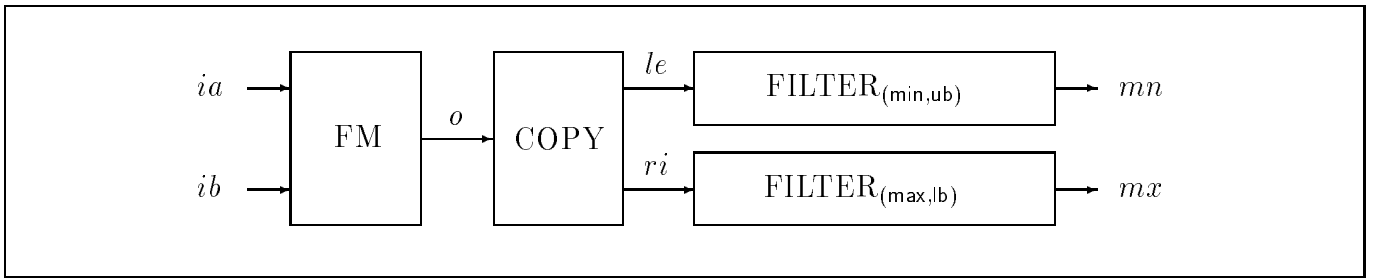 ia
ib
FM
o
COPY
le
ri
FILTER(min,ub)
FILTER(max,lb)
mn
mx